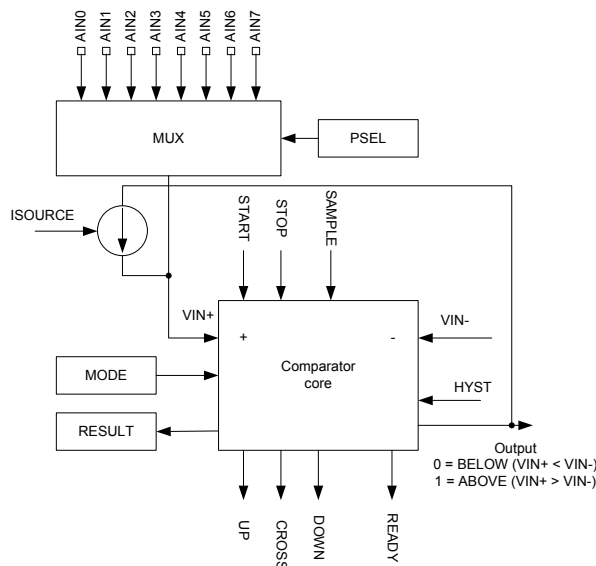 AIN0
AIN1
AIN2
AIN3
AIN4
AIN5
AIN6
AIN7
MUX
PSEL
ISOURCE
START
STOP
SAMPLE
VIN+
+
-
VIN-
Comparator
core
MODE
HYST
RESULT
Output
0 = BELOW (VIN+ < VIN-)
1 = ABOVE (VIN+ > VIN-)
UP
CROSS
DOWN
READY